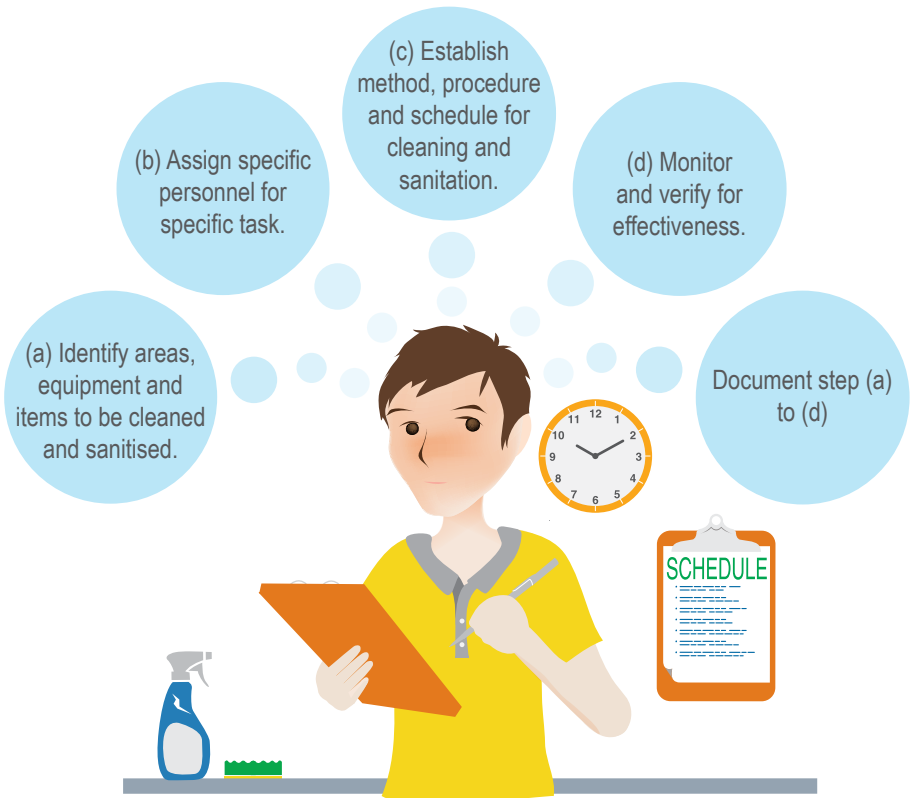 (a) Identify areas,
equipment and
items to be cleaned
and sanitised.
(b) Assign specific
personnel for
specific task.
(c) Establish
method, procedure
and schedule for
cleaning and
sanitation.
(d) Monitor
and verify for
effectiveness.
Document step (a)
to (d)
12
1
2
3
4
5
6
7
8
9
10
11
SCHEDULE